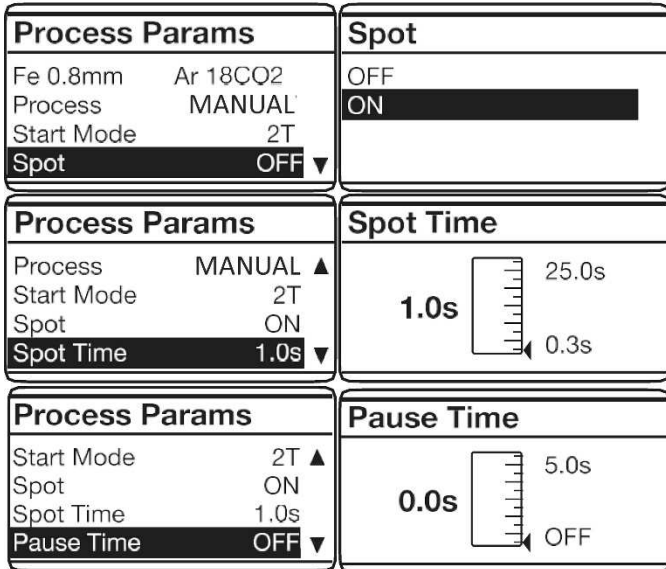 Process Params
Fe 0.8mm Ar 18CO2
Process MANUAL
Start Mode 2T
Spot OFF ▼
Spot
OFF
ON
Process Params
Process MANUAL ▲
Start Mode 2T
Spot ON
Spot Time 1.0s ▼
Spot Time
25.0s
1.0s
0.3s
Process Params
Start Mode 2T ▲
Spot ON
Spot Time 1.0s
Pause Time OFF ▼
Pause Time
5.0s
0.0s
OFF